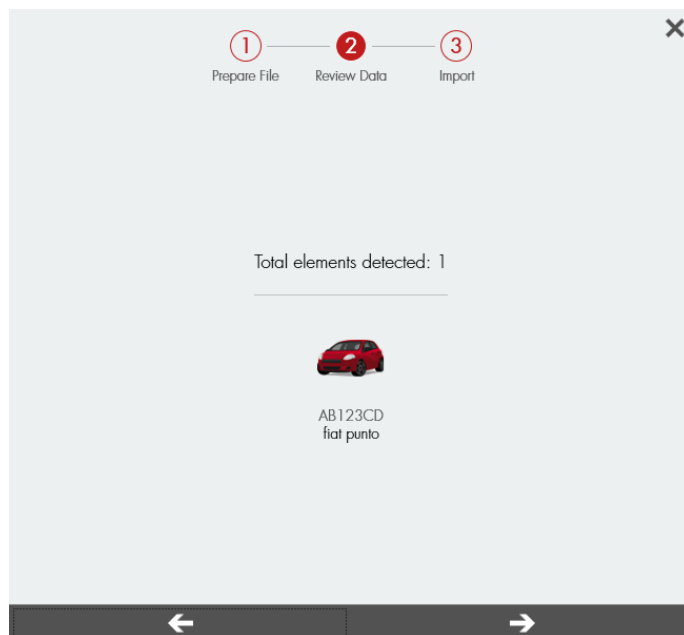 1 2 3
Prepare File Review Data Import
Total elements detected: 1
AB123CD
fiat punto